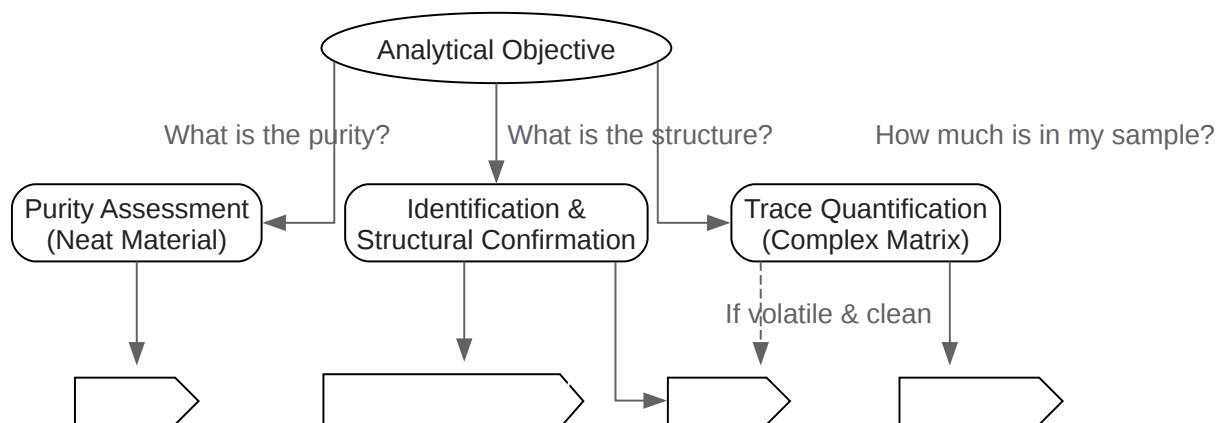 Analytical Objective
What is the purity?
What is the structure?
How much is in my sample?
Purity Assessment
(Neat Material)
Identification &
Structural Confirmation
Trace Quantification
(Complex Matrix)
If volatile & clean